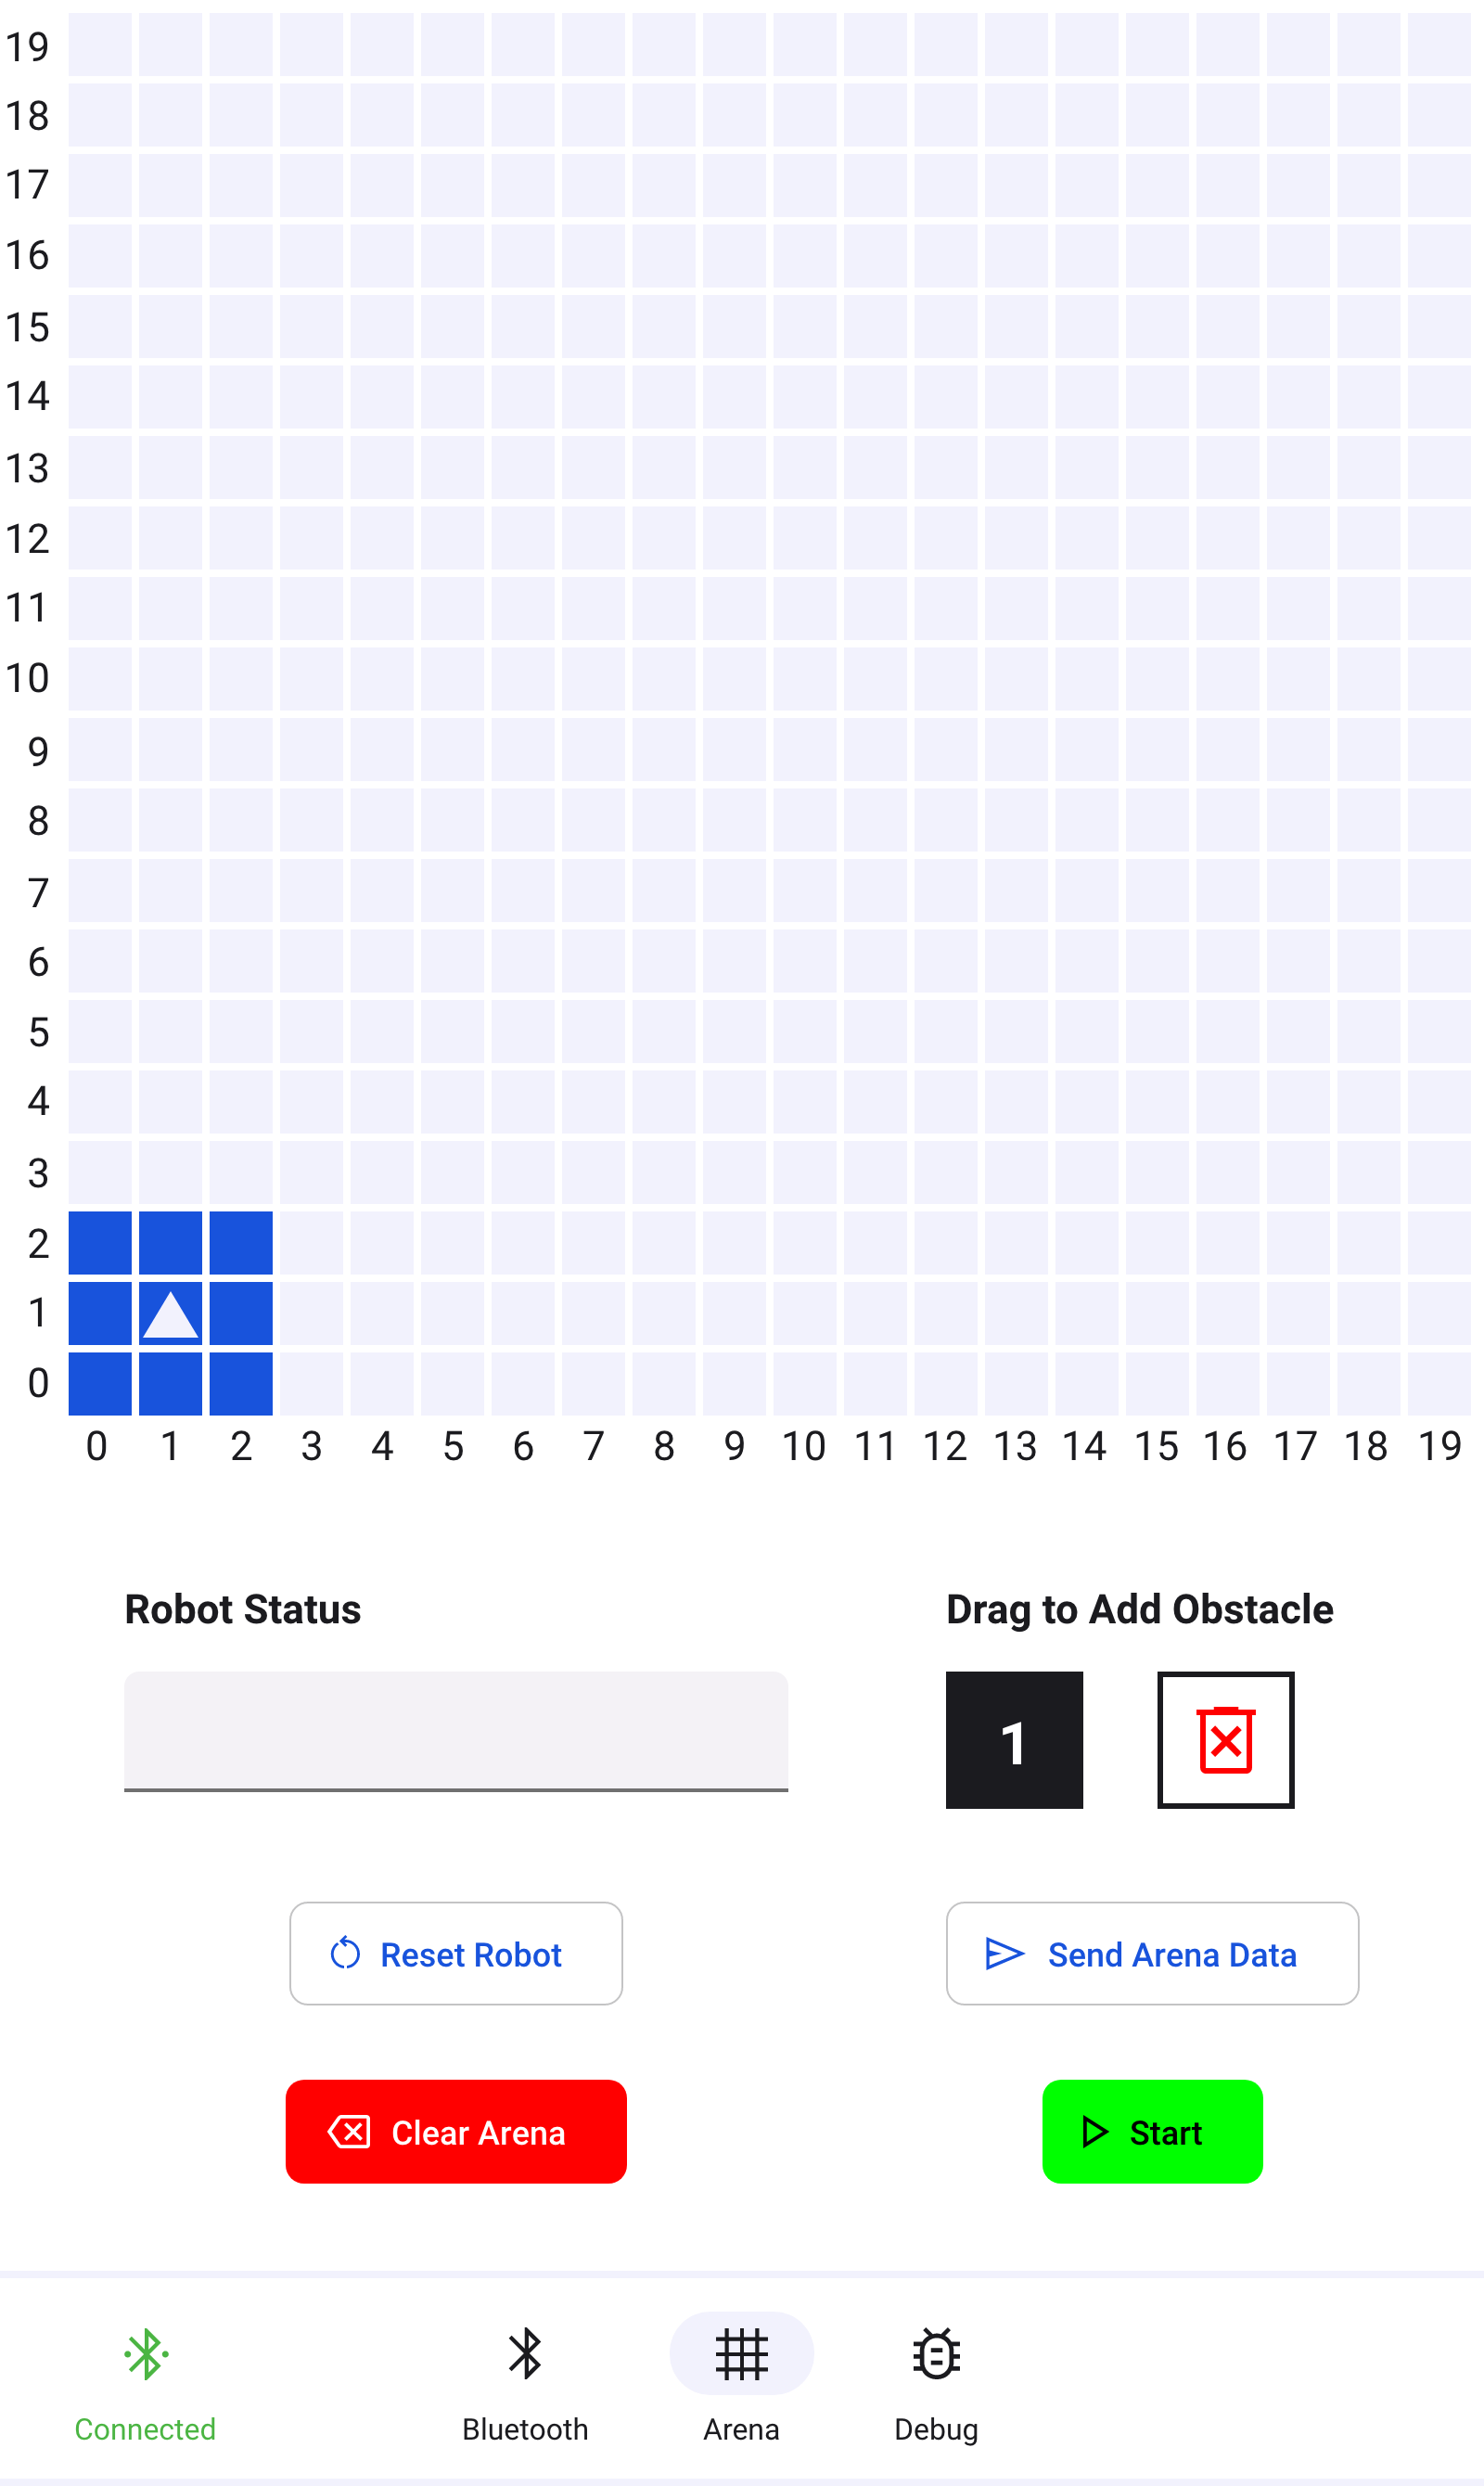 19
18
17
16
15
14
13
12
11
10
9
8
7
6
5
4
3
2
1
0
0 1 2 3 4 5 6 7 8 9 10 11 12 13 14 15 16 17 18 19
Robot Status
Drag to Add Obstacle
1
Reset Robot
Send Arena Data
Clear Arena
Start
Connected
Bluetooth
Arena
Debug